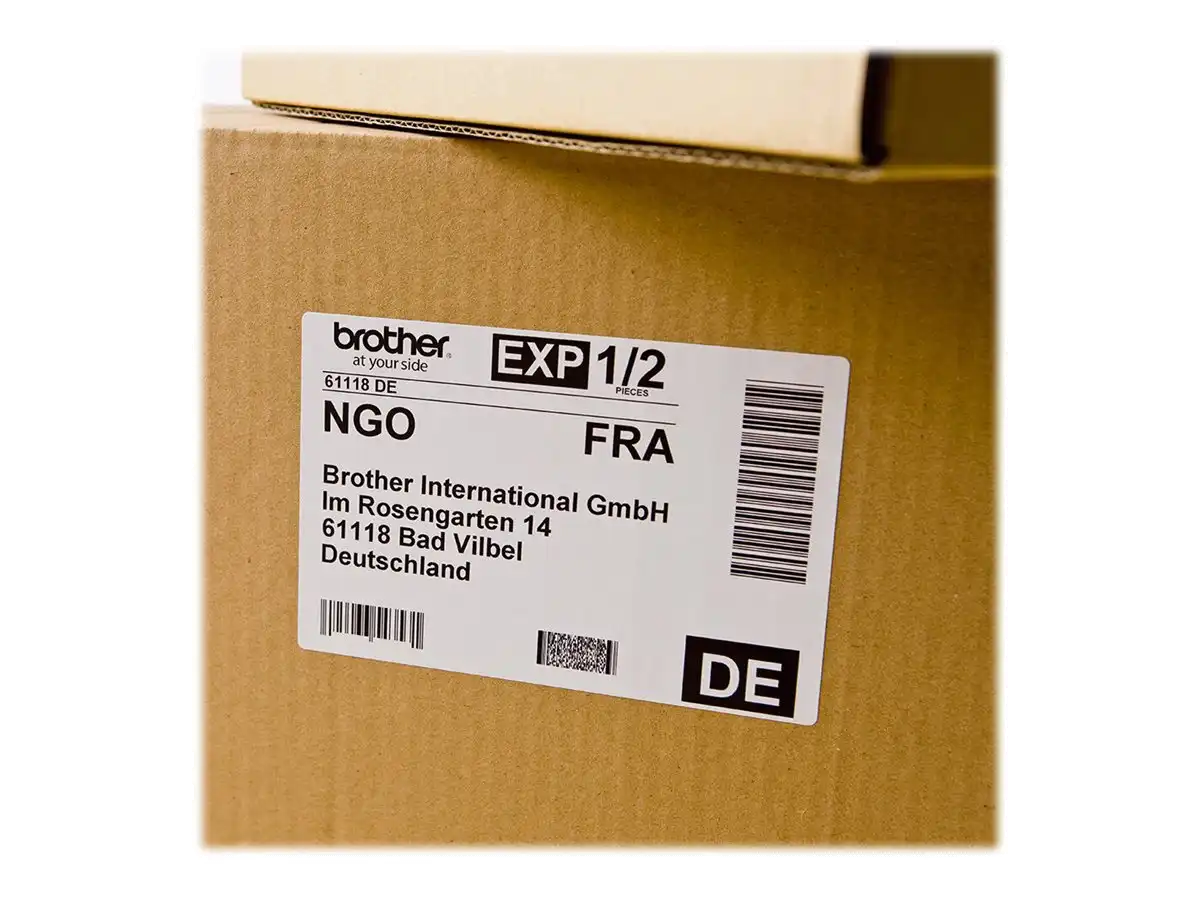 brother
at your side
EXP 1/2
PIECES
61118 DE
NGO FRA
Brother International GmbH
Im Rosengarten 14
61118 Bad Vilbel
Deutschland
DE